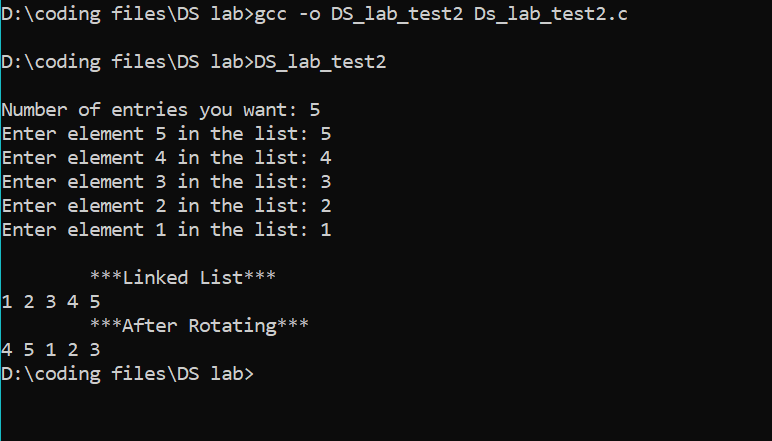 D:\coding files\DS lab>gcc -o DS_lab_test2 Ds_lab_test2.c
D:\coding files\DS lab>DS_lab_test2
Number of entries you want: 5
Enter element 5 in the list: 5
Enter element 4 in the list: 4
Enter element 3 in the list: 3
Enter element 2 in the list: 2
Enter element 1 in the list: 1
***Linked List***
1 2 3 4 5
***After Rotating***
4 5 1 2 3
D:\coding files\DS lab>